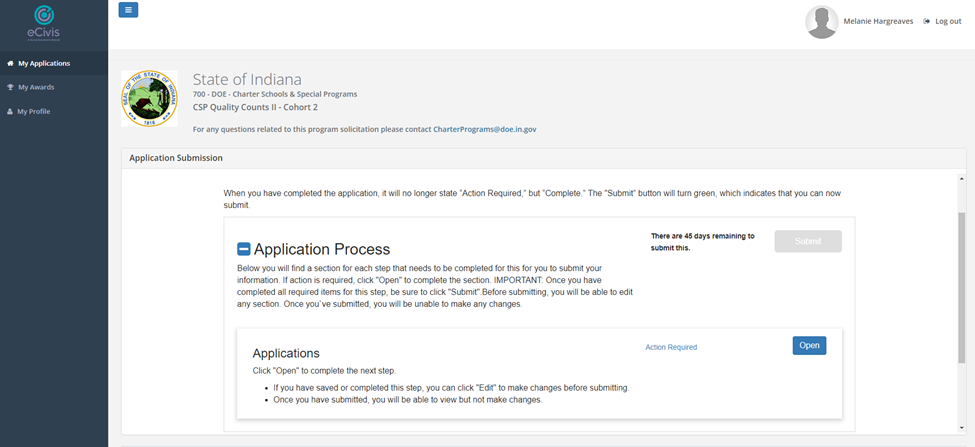 eCivis
Melanie Hargreaves
Log out
My Applications
My Awards
My Profile
State of Indiana
700 - DOE - Charter Schools & Special Programs
CSP Quality Counts II - Cohort 2
For any questions related to this program solicitation please contact CharterPrograms@doe.in.gov
SEAL OF THE STATE OF INDIANA
1816
Application Submission
When you have completed the application, it will no longer state "Action Required," but "Complete." The "Submit" button will turn green, which indicates that you can now
submit.
Application Process
There are 45 days remaining to
submit this.
Submit
Below you will find a section for each step that needs to be completed for this for you to submit your
information. If action is required, click "Open" to complete the section. IMPORTANT: Once you have
completed all required items for this step, be sure to click "Submit".Before submitting, you will be able to edit
any section. Once you`ve submitted, you will be unable to make any changes.
Applications
Action Required
Open
Click "Open" to complete the next step.
• If you have saved or completed this step, you can click "Edit" to make changes before submitting.
• Once you have submitted, you will be able to view but not make changes.